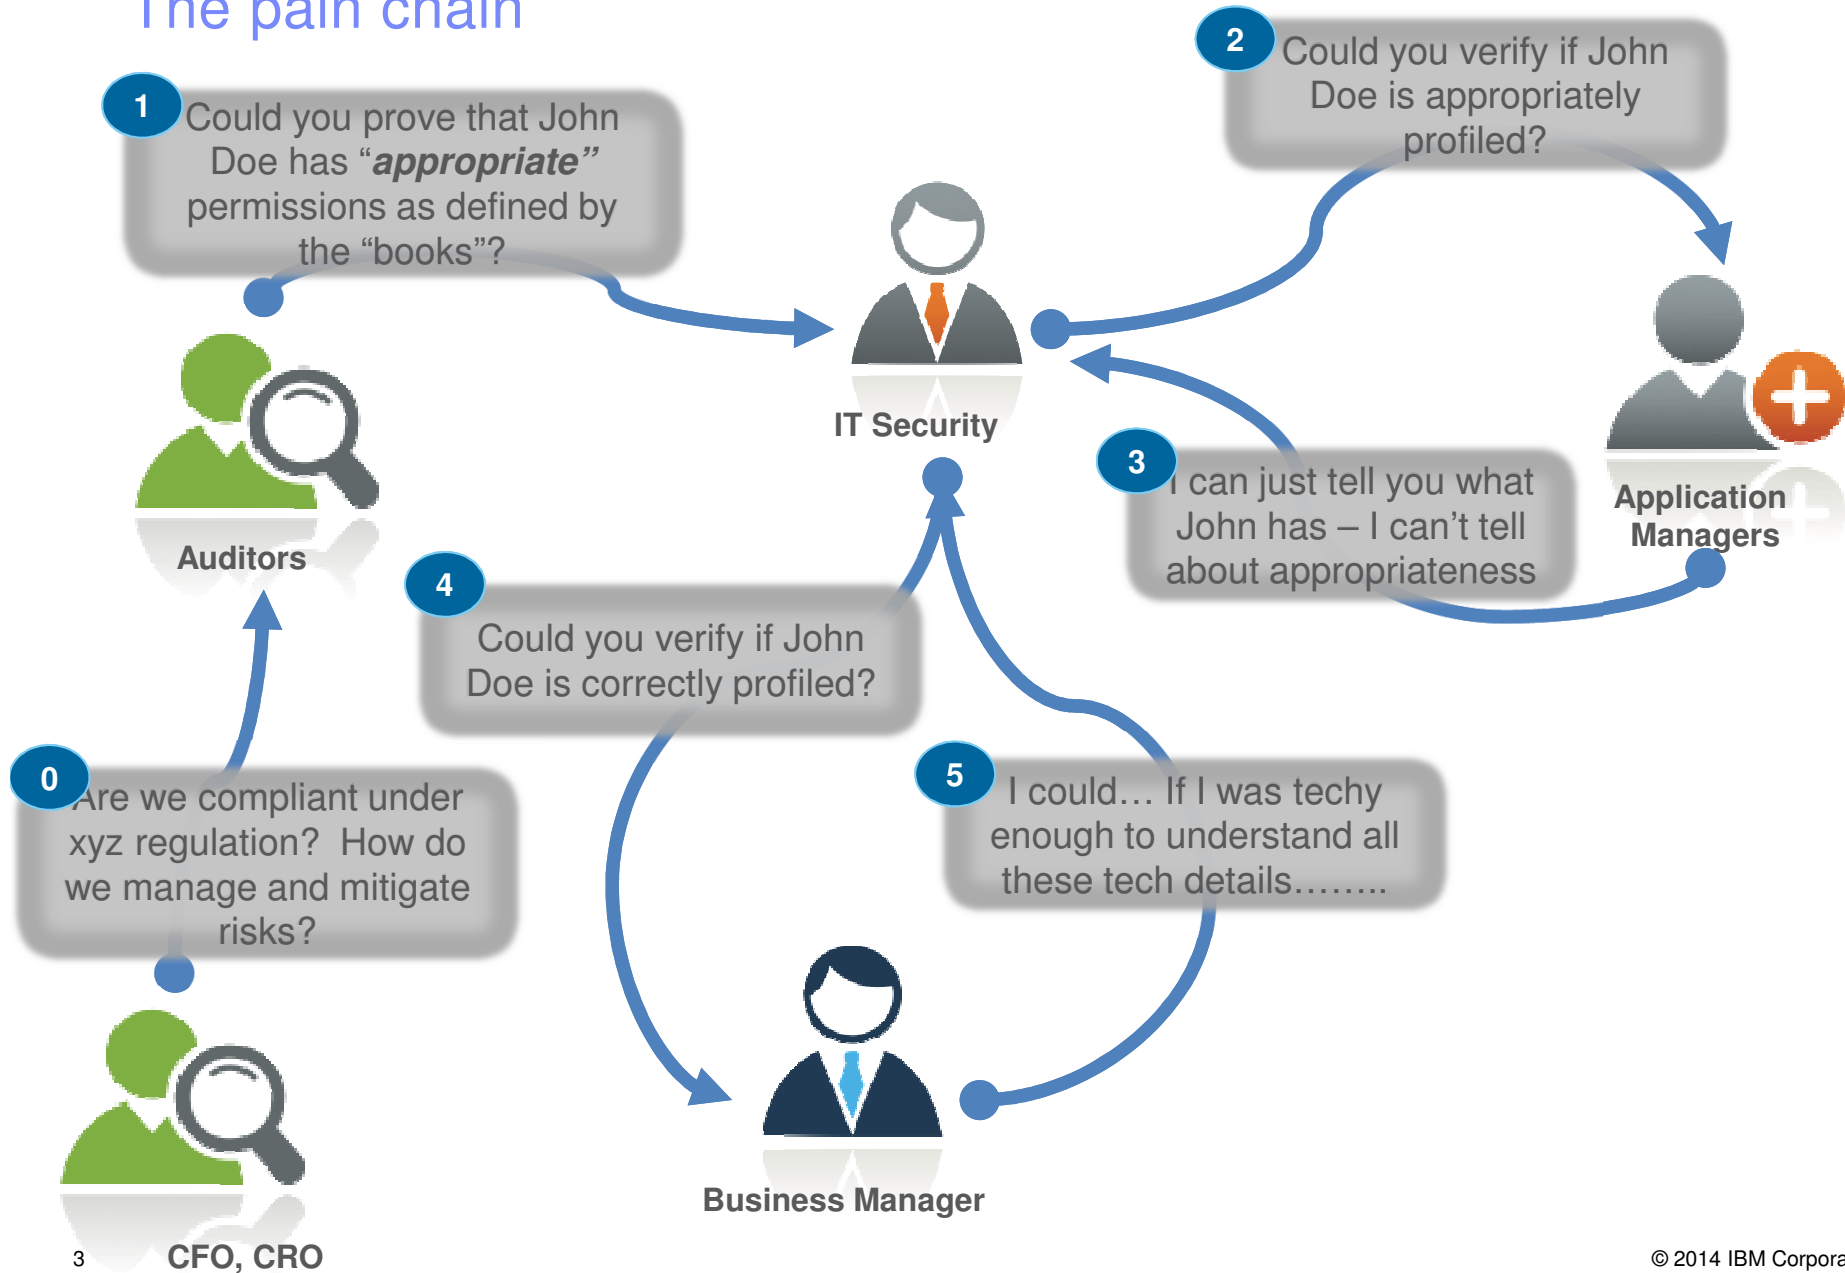 The pain chain
1
Could you prove that John
Doe has “appropriate”
permissions as defined by
the “books”?
2
Could you verify if John
Doe is appropriately
profiled?
IT Security
3
I can just tell you what
John has – I can’t tell
about appropriateness
Application
Managers
Auditors
4
Could you verify if John
Doe is correctly profiled?
0
Are we compliant under
xyz regulation? How do
we manage and mitigate
risks?
5
I could… If I was techy
enough to understand all
these tech details……..
Business Manager
3
CFO, CRO
© 2014 IBM Corpora